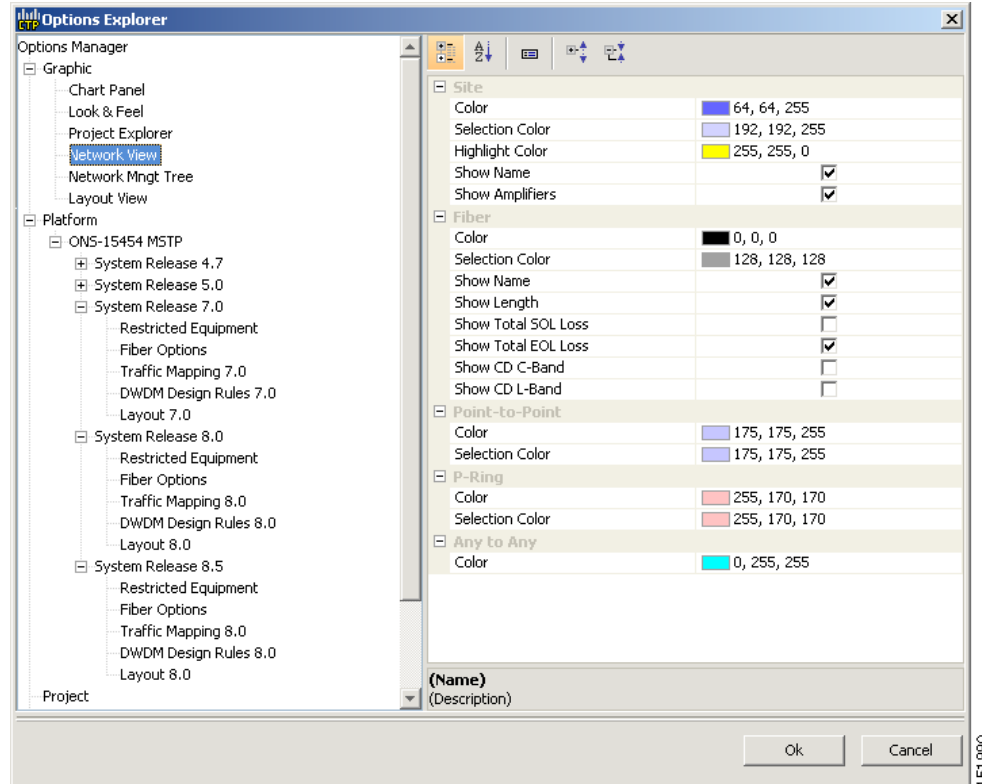 CTP Options Explorer
Options Manager
Graphic
Chart Panel
Look & Feel
Project Explorer
Network View
Network Mngt Tree
Layout View
Platform
ONS-15454 MSTP
System Release 4.7
System Release 5.0
System Release 7.0
Restricted Equipment
Fiber Options
Traffic Mapping 7.0
DWDM Design Rules 7.0
Layout 7.0
System Release 8.0
Restricted Equipment
Fiber Options
Traffic Mapping 8.0
DWDM Design Rules 8.0
Layout 8.0
System Release 8.5
Restricted Equipment
Fiber Options
Traffic Mapping 8.0
DWDM Design Rules 8.0
Layout 8.0
Project
Site
Color 64, 64, 255
Selection Color 192, 192, 255
Highlight Color 255, 255, 0
Show Name
Show Amplifiers
Fiber
Color 0, 0, 0
Selection Color 128, 128, 128
Show Name
Show Length
Show Total SOL Loss
Show Total EOL Loss
Show CD C-Band
Show CD L-Band
Point-to-Point
Color 175, 175, 255
Selection Color 175, 175, 255
P-Ring
Color 255, 170, 170
Selection Color 255, 170, 170
Any to Any
Color 0, 255, 255
(Name)
(Description)
Ok Cancel